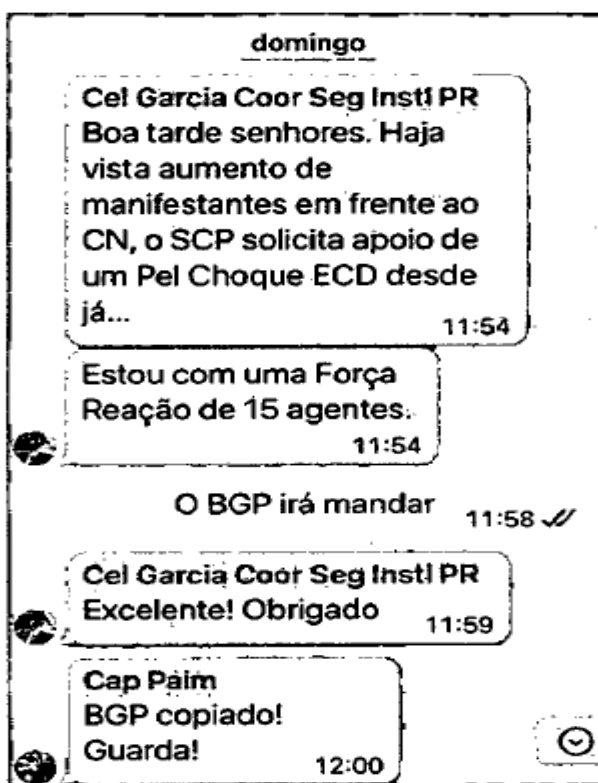 domingo
Cel Garcia Coor Seg Instl PR
Boa tarde senhores. Haja
vista aumento de
manifestantes em frente ao
CN, o SCP solicita apoio de
um Pel Choque ECD desde
já...
11:54
Estou com uma Força
Reação de 15 agentes.
11:54
O BGP irá mandar
11:58
Cel Garcia Coor Seg Instl PR
Excelente! Obrigado
11:59
Cap Paim
BGP copiado!
Guarda!
12:00